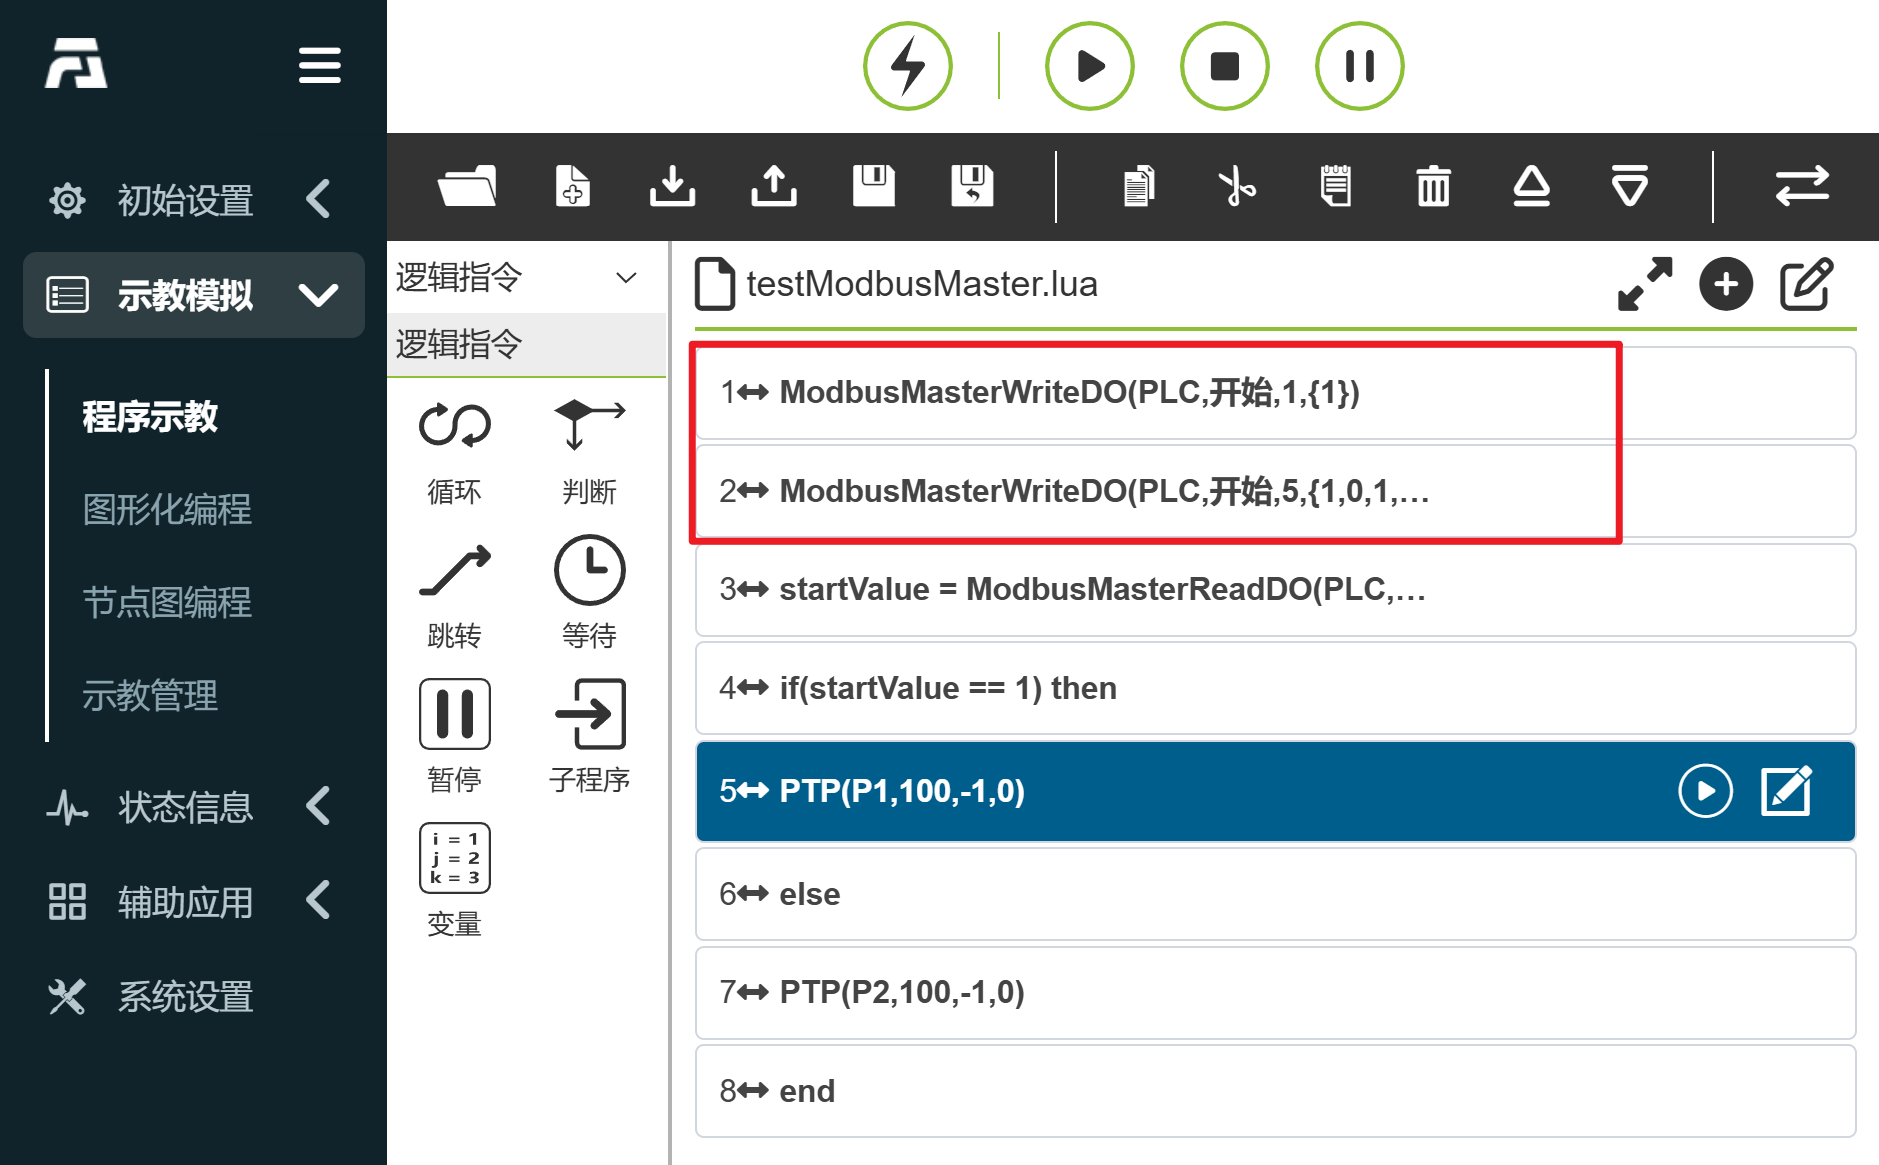 初始设置
示教模拟
程序示教
图形化编程
节点图编程
示教管理
状态信息
辅助应用
系统设置
逻辑指令
逻辑指令
循环
判断
跳转
等待
暂停
子程序
i = 1
j = 2
k = 3
变量
testModbusMaster.lua
1 ModbusMasterWriteDO(PLC,开始,1,{1})
2 ModbusMasterWriteDO(PLC,开始,5,{1,0,1,…
3 startValue = ModbusMasterReadDO(PLC,…
4 if(startValue == 1) then
5 PTP(P1,100,-1,0)
6 else
7 PTP(P2,100,-1,0)
8 end